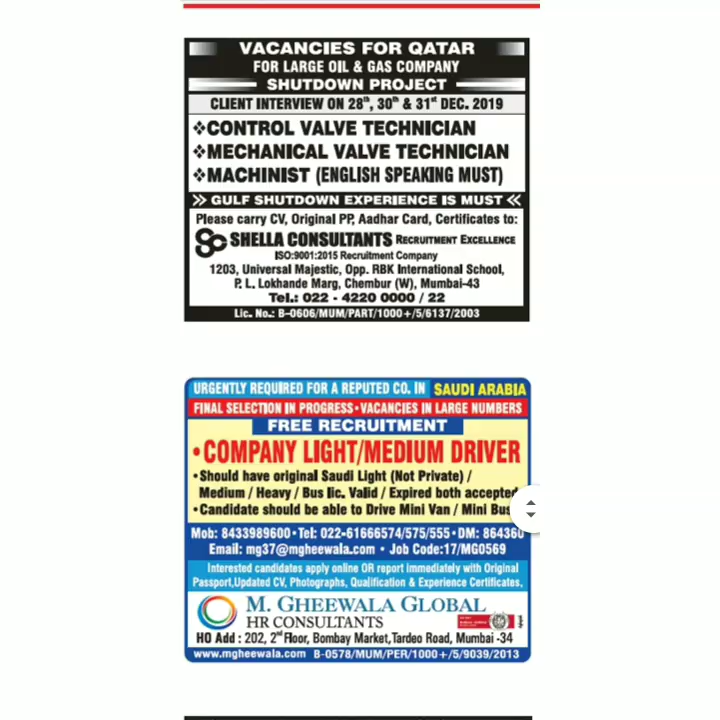 VACANCIES FOR QATAR
FOR LARGE OIL & GAS COMPANY
SHUTDOWN PROJECT
CLIENT INTERVIEW ON 28th, 30th & 31st DEC. 2019
❖CONTROL VALVE TECHNICIAN
❖MECHANICAL VALVE TECHNICIAN
❖MACHINIST (ENGLISH SPEAKING MUST)
>> GULF SHUTDOWN EXPERIENCE IS MUST <<
Please carry CV, Original PP, Aadhar Card, Certificates to:
SHELLA CONSULTANTS RECRUITMENT EXCELLENCE
ISO:9001:2015 Recruitment Company
1203, Universal Majestic, Opp. RBK International School,
P. L. Lokhande Marg, Chembur (W), Mumbai-43
Tel.: 022 - 4220 0000 / 22
Lic. No.: B-0606/MUM/PART/1000+/5/6137/2003
URGENTLY REQUIRED FOR A REPUTED CO. IN SAUDI ARABIA
FINAL SELECTION IN PROGRESS•VACANCIES IN LARGE NUMBERS
FREE RECRUITMENT
•COMPANY LIGHT/MEDIUM DRIVER
•Should have original Saudi Light (Not Private) /
Medium / Heavy / Bus lic. Valid / Expired both accepted
•Candidate should be able to Drive Mini Van / Mini Bus
Mob: 8433989600•Tel: 022-61666574/575/555•DM: 864360
Email: mg37@mgheewala.com • Job Code:17/MG0569
Interested candidates apply online OR report immediately with Original
Passport,Updated CV, Photographs, Qualification & Experience Certificates.
M. GHEEWALA GLOBAL
HR CONSULTANTS
HO Add : 202, 2nd Floor, Bombay Market,Tardeo Road, Mumbai -34
www.mgheewala.com B-0578/MUM/PER/1000+/5/9039/2013